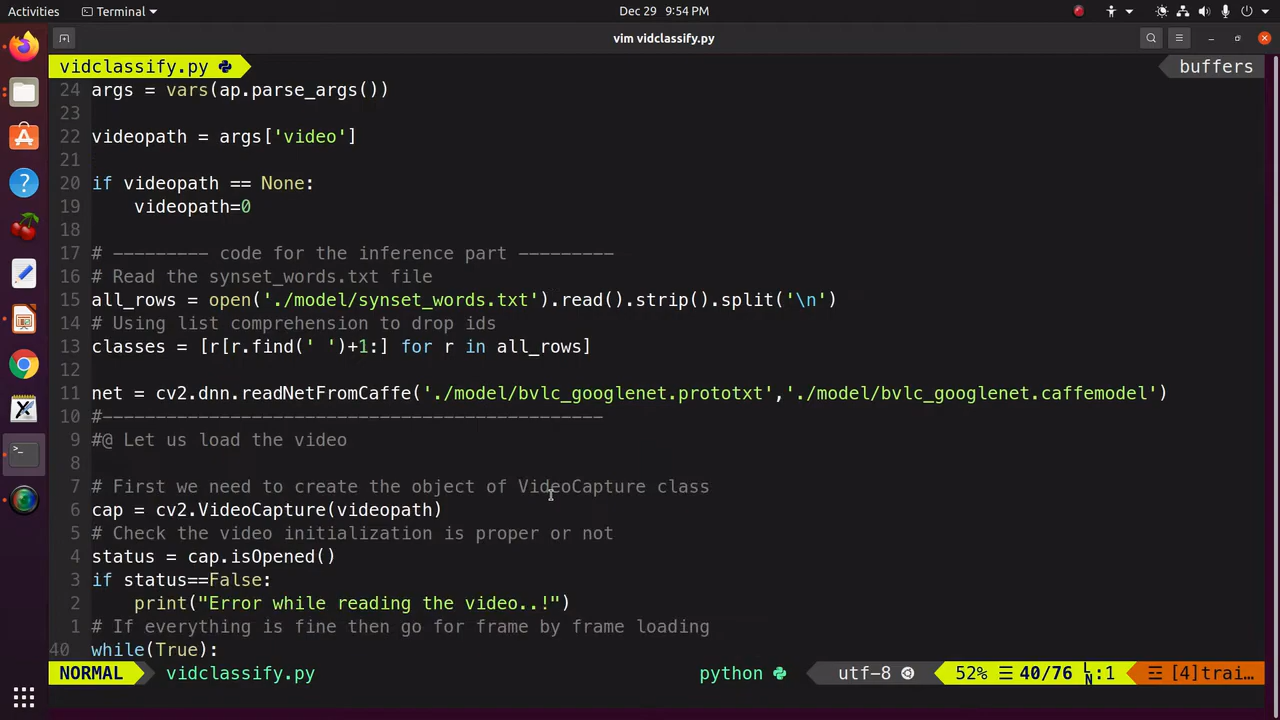 Activities
Terminal
Dec 29 9:54 PM
vim vidclassify.py
vidclassify.py
buffers
24 args = vars(ap.parse_args())
23
22 videopath = args['video']
21
20 if videopath == None:
19     videopath=0
18
17 # --------- code for the inference part ---------
16 # Read the synset_words.txt file
15 all_rows = open('./model/synset_words.txt').read().strip().split('\n')
14 # Using list comprehension to drop ids
13 classes = [r[r.find(' ')+1:] for r in all_rows]
12
11 net = cv2.dnn.readNetFromCaffe('./model/bvlc_googlenet.prototxt','./model/bvlc_googlenet.caffemodel')
10 #-----------------------------------------------
9 #@ Let us load the video
8
7 # First we need to create the object of VideoCapture class
6 cap = cv2.VideoCapture(videopath)
5 # Check the video initialization is proper or not
4 status = cap.isOpened()
3 if status==False:
2     print("Error while reading the video..!")
1 # If everything is fine then go for frame by frame loading
40 while(True):
NORMAL
vidclassify.py
python
utf-8
52% ☰ 40/76 LN:1
☲ [4]trai…